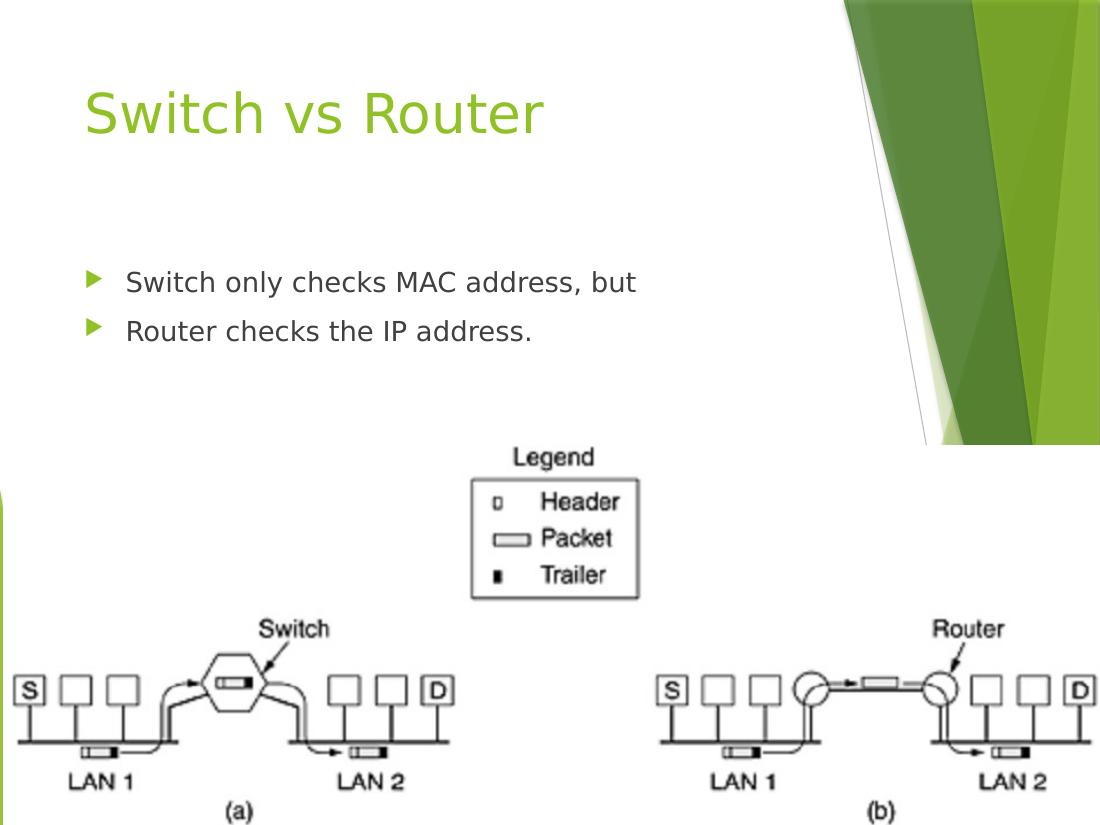 Switch vs Router
Switch only checks MAC address, but
Router checks the IP address.
Legend
Header
Packet
Trailer
Switch
S
D
LAN 1
LAN 2
(a)
Router
S
D
LAN 1
LAN 2
(b)